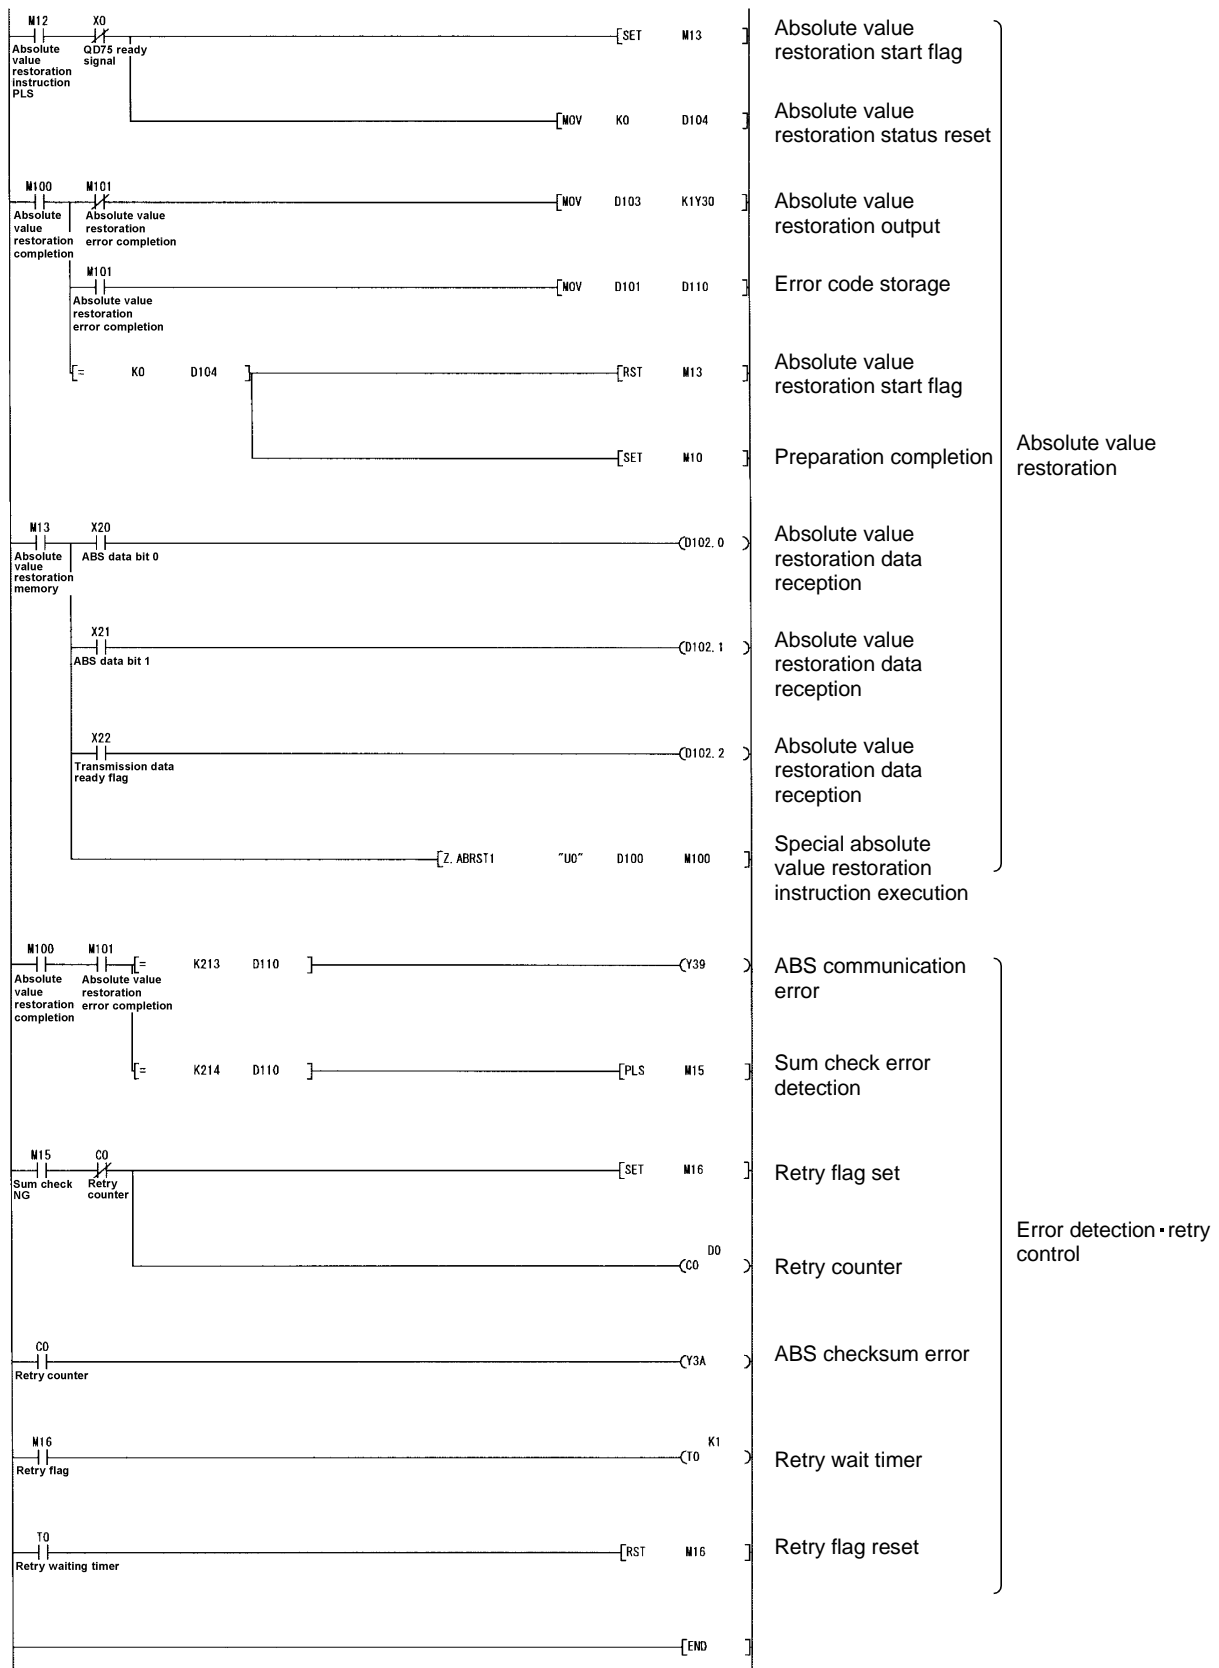 M12 X0
[SET M13 ]
Absolute value restoration instruction PLS
QD75 ready signal
Absolute value
restoration start flag
[MOV K0 D104 ]
Absolute value
restoration status reset
M100 M101
[MOV D103 K1Y30 ]
Absolute value restoration completion
Absolute value restoration error completion
Absolute value
restoration output
M101
[MOV D101 D110 ]
Absolute value
restoration
error completion
Error code storage
[= K0 D104 ]
[RST M13 ]
Absolute value
restoration start flag
[SET M10 ]
Preparation completion
Absolute value
restoration
M13 X20
(D102.0 )
Absolute value restoration memory
ABS data bit 0
Absolute value
restoration data
reception
X21
(D102.1 )
ABS data bit 1
Absolute value
restoration data
reception
X22
(D102.2 )
Transmission data
ready flag
Absolute value
restoration data
reception
[Z.ABRST1 "U0" D100 M100 ]
Special absolute
value restoration
instruction execution
M100 M101
[= K213 D110 ]
(Y39 )
Absolute value restoration completion
Absolute value restoration error completion
ABS communication
error
[= K214 D110 ]
[PLS M15 ]
Sum check error
detection
M15 C0
[SET M16 ]
Sum check NG
Retry counter
Retry flag set
D0
(C0 )
Retry counter
Error detection・retry
control
C0
(Y3A )
Retry counter
ABS checksum error
M16
K1
(T0 )
Retry flag
Retry wait timer
T0
[RST M16 ]
Retry waiting timer
Retry flag reset
[END ]